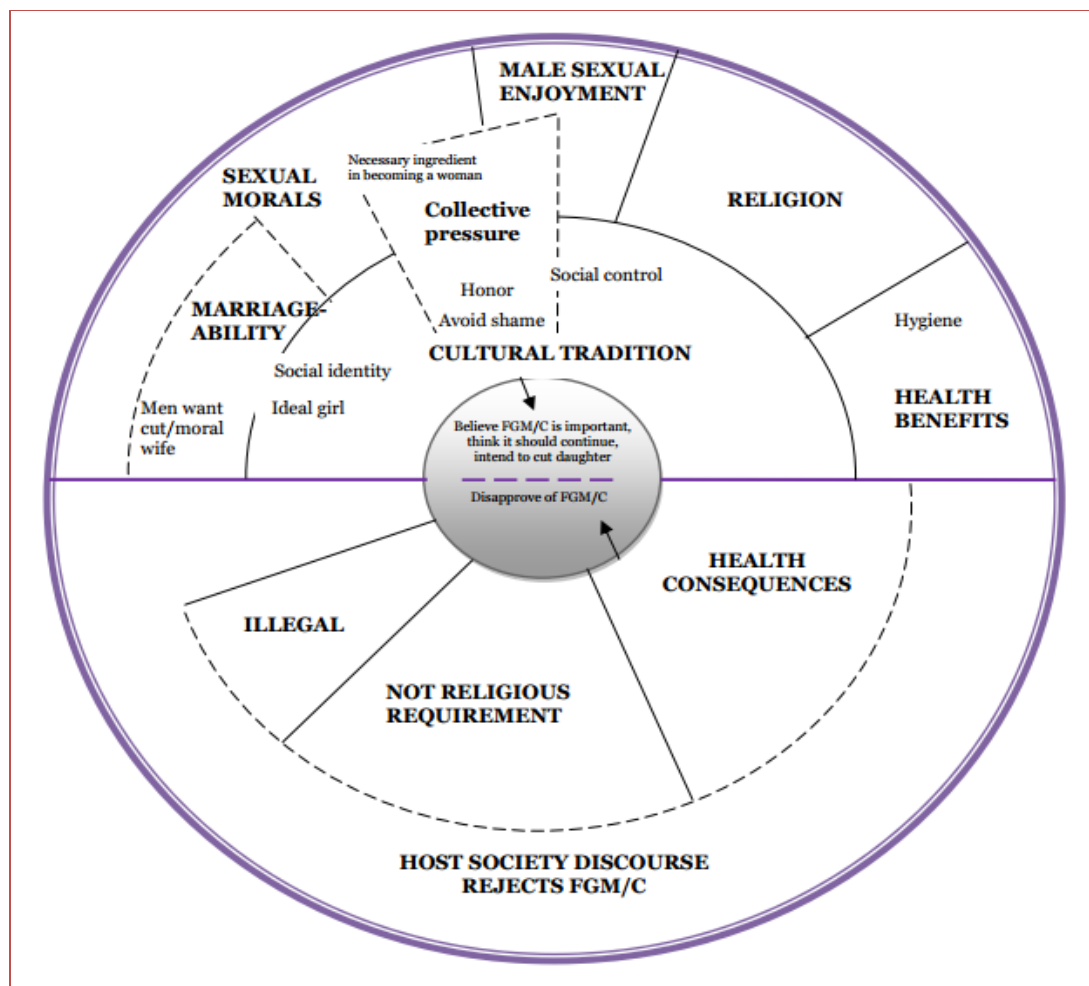 MALE SEXUAL
ENJOYMENT
Necessary ingredient
in becoming a woman
SEXUAL
MORALS
RELIGION
Collective
pressure
Social control
Honor
MARRIAGE-
ABILITY
Avoid shame
Hygiene
CULTURAL TRADITION
Social identity
HEALTH
BENEFITS
Men want
cut/moral
wife
Ideal girl
Believe FGM/C is important,
think it should continue,
intend to cut daughter
Disapprove of FGM/C
HEALTH
CONSEQUENCES
ILLEGAL
NOT RELIGIOUS
REQUIREMENT
HOST SOCIETY DISCOURSE
REJECTS FGM/C